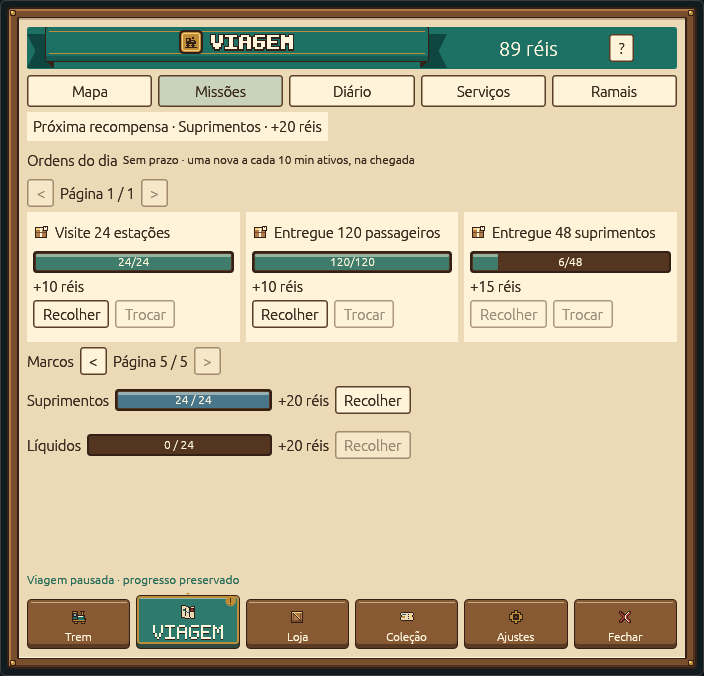 VIAGEM
89 réis
?
Mapa
Missões
Diário
Serviços
Ramais
Próxima recompensa · Suprimentos · +20 réis
Ordens do dia Sem prazo · uma nova a cada 10 min ativos, na chegada
< Página 1 / 1 >
Visite 24 estações
24/24
+10 réis
Recolher Trocar
Entregue 120 passageiros
120/120
+10 réis
Recolher Trocar
Entregue 48 suprimentos
6/48
+15 réis
Recolher Trocar
Marcos < Página 5 / 5 >
Suprimentos 24 / 24 +20 réis Recolher
Líquidos 0 / 24 +20 réis Recolher
Viagem pausada · progresso preservado
Trem
!
VIAGEM
Loja
Coleção
Ajustes
Fechar